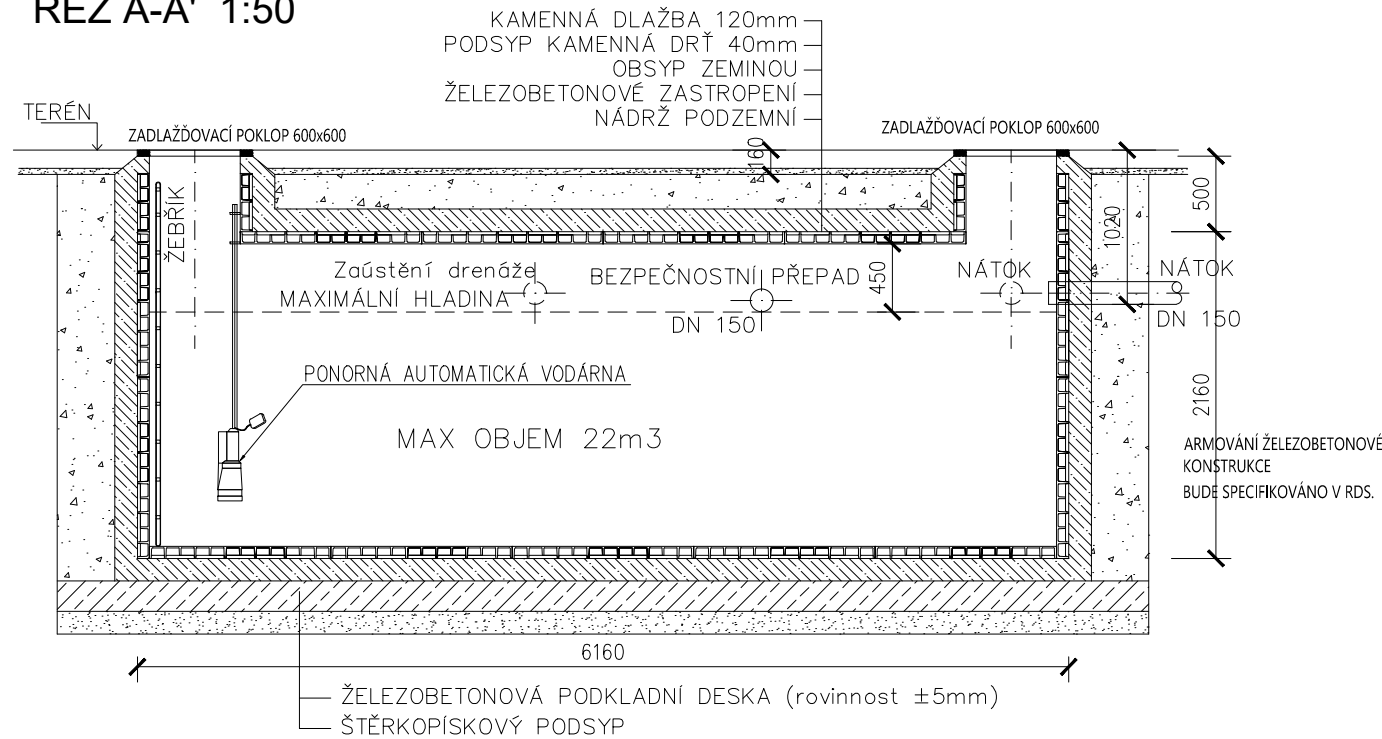 ŘEZ A-A' 1:50
KAMENNÁ DLAŽBA 120mm
PODSYP KAMENNÁ DRŤ 40mm
OBSYP ZEMINOU
ŽELEZOBETONOVÉ ZASTROPENÍ
NÁDRŽ PODZEMNÍ
TERÉN
ZADLAŽĎOVACÍ POKLOP 600x600
ZADLAŽĎOVACÍ POKLOP 600x600
160
500
1020
ŽEBŘÍK
Zaústění drenáže
BEZPEČNOSTNÍ PŘEPAD
450
NÁTOK
NÁTOK
MAXIMÁLNÍ HLADINA
DN 150
DN 150
PONORNÁ AUTOMATICKÁ VODÁRNA
2160
MAX OBJEM 22m3
ARMOVÁNÍ ŽELEZOBETONOVÉ
KONSTRUKCE
BUDE SPECIFIKOVÁNO V RDS.
6160
ŽELEZOBETONOVÁ PODKLADNÍ DESKA (rovinnost ±5mm)
ŠTĚRKOPÍSKOVÝ PODSYP